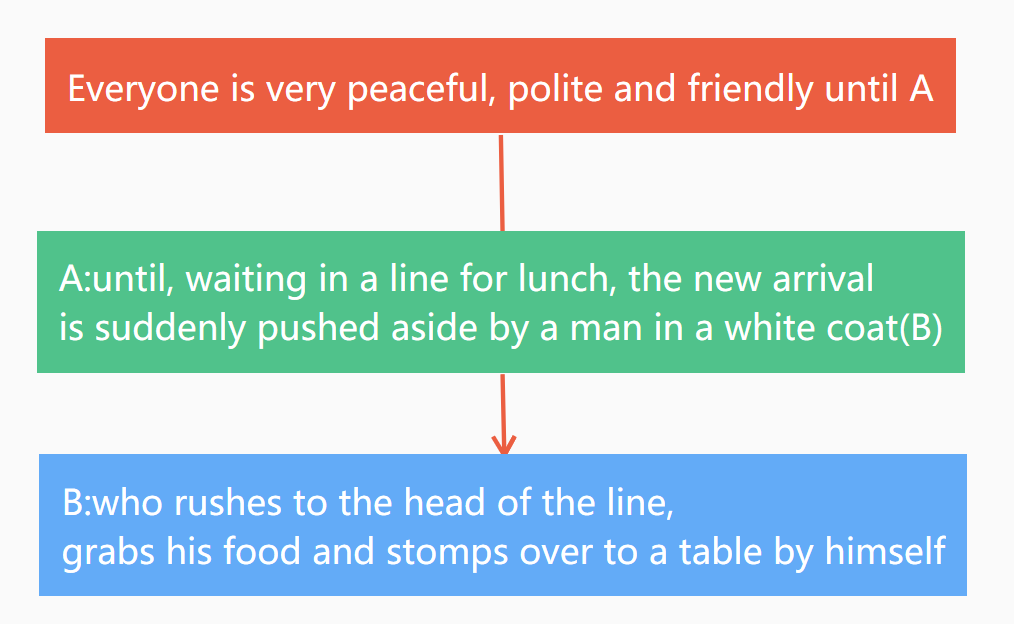 Everyone is very peaceful, polite and friendly until A
A:until, waiting in a line for lunch, the new arrival
is suddenly pushed aside by a man in a white coat(B)
B:who rushes to the head of the line,
grabs his food and stomps over to a table by himself